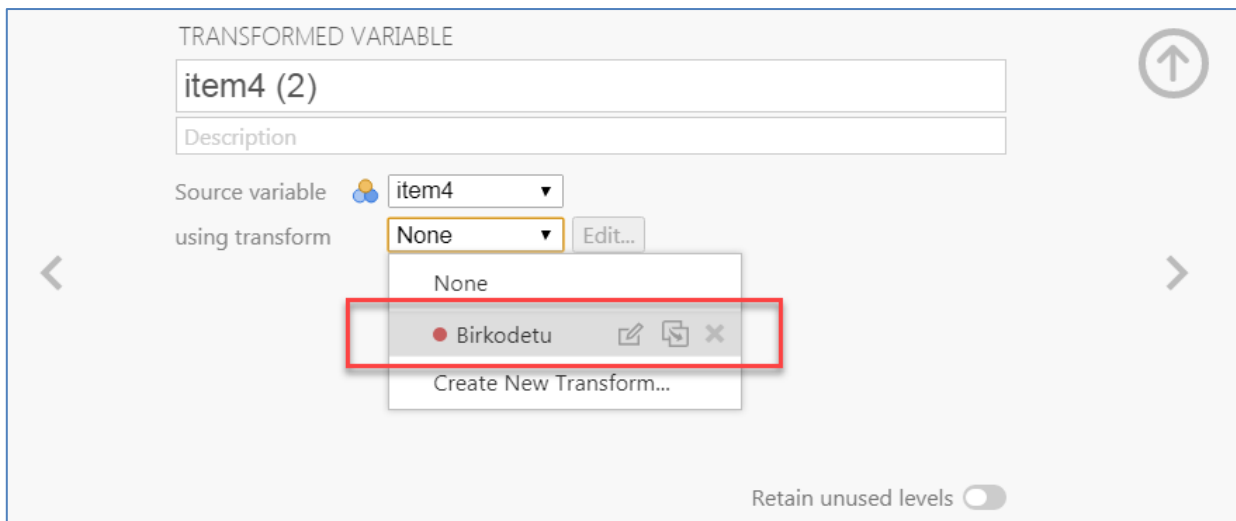 TRANSFORMED VARIABLE
item4 (2)
Description
Source variable item4
using transform None Edit...
None
Birkodetu
Create New Transform...
Retain unused levels